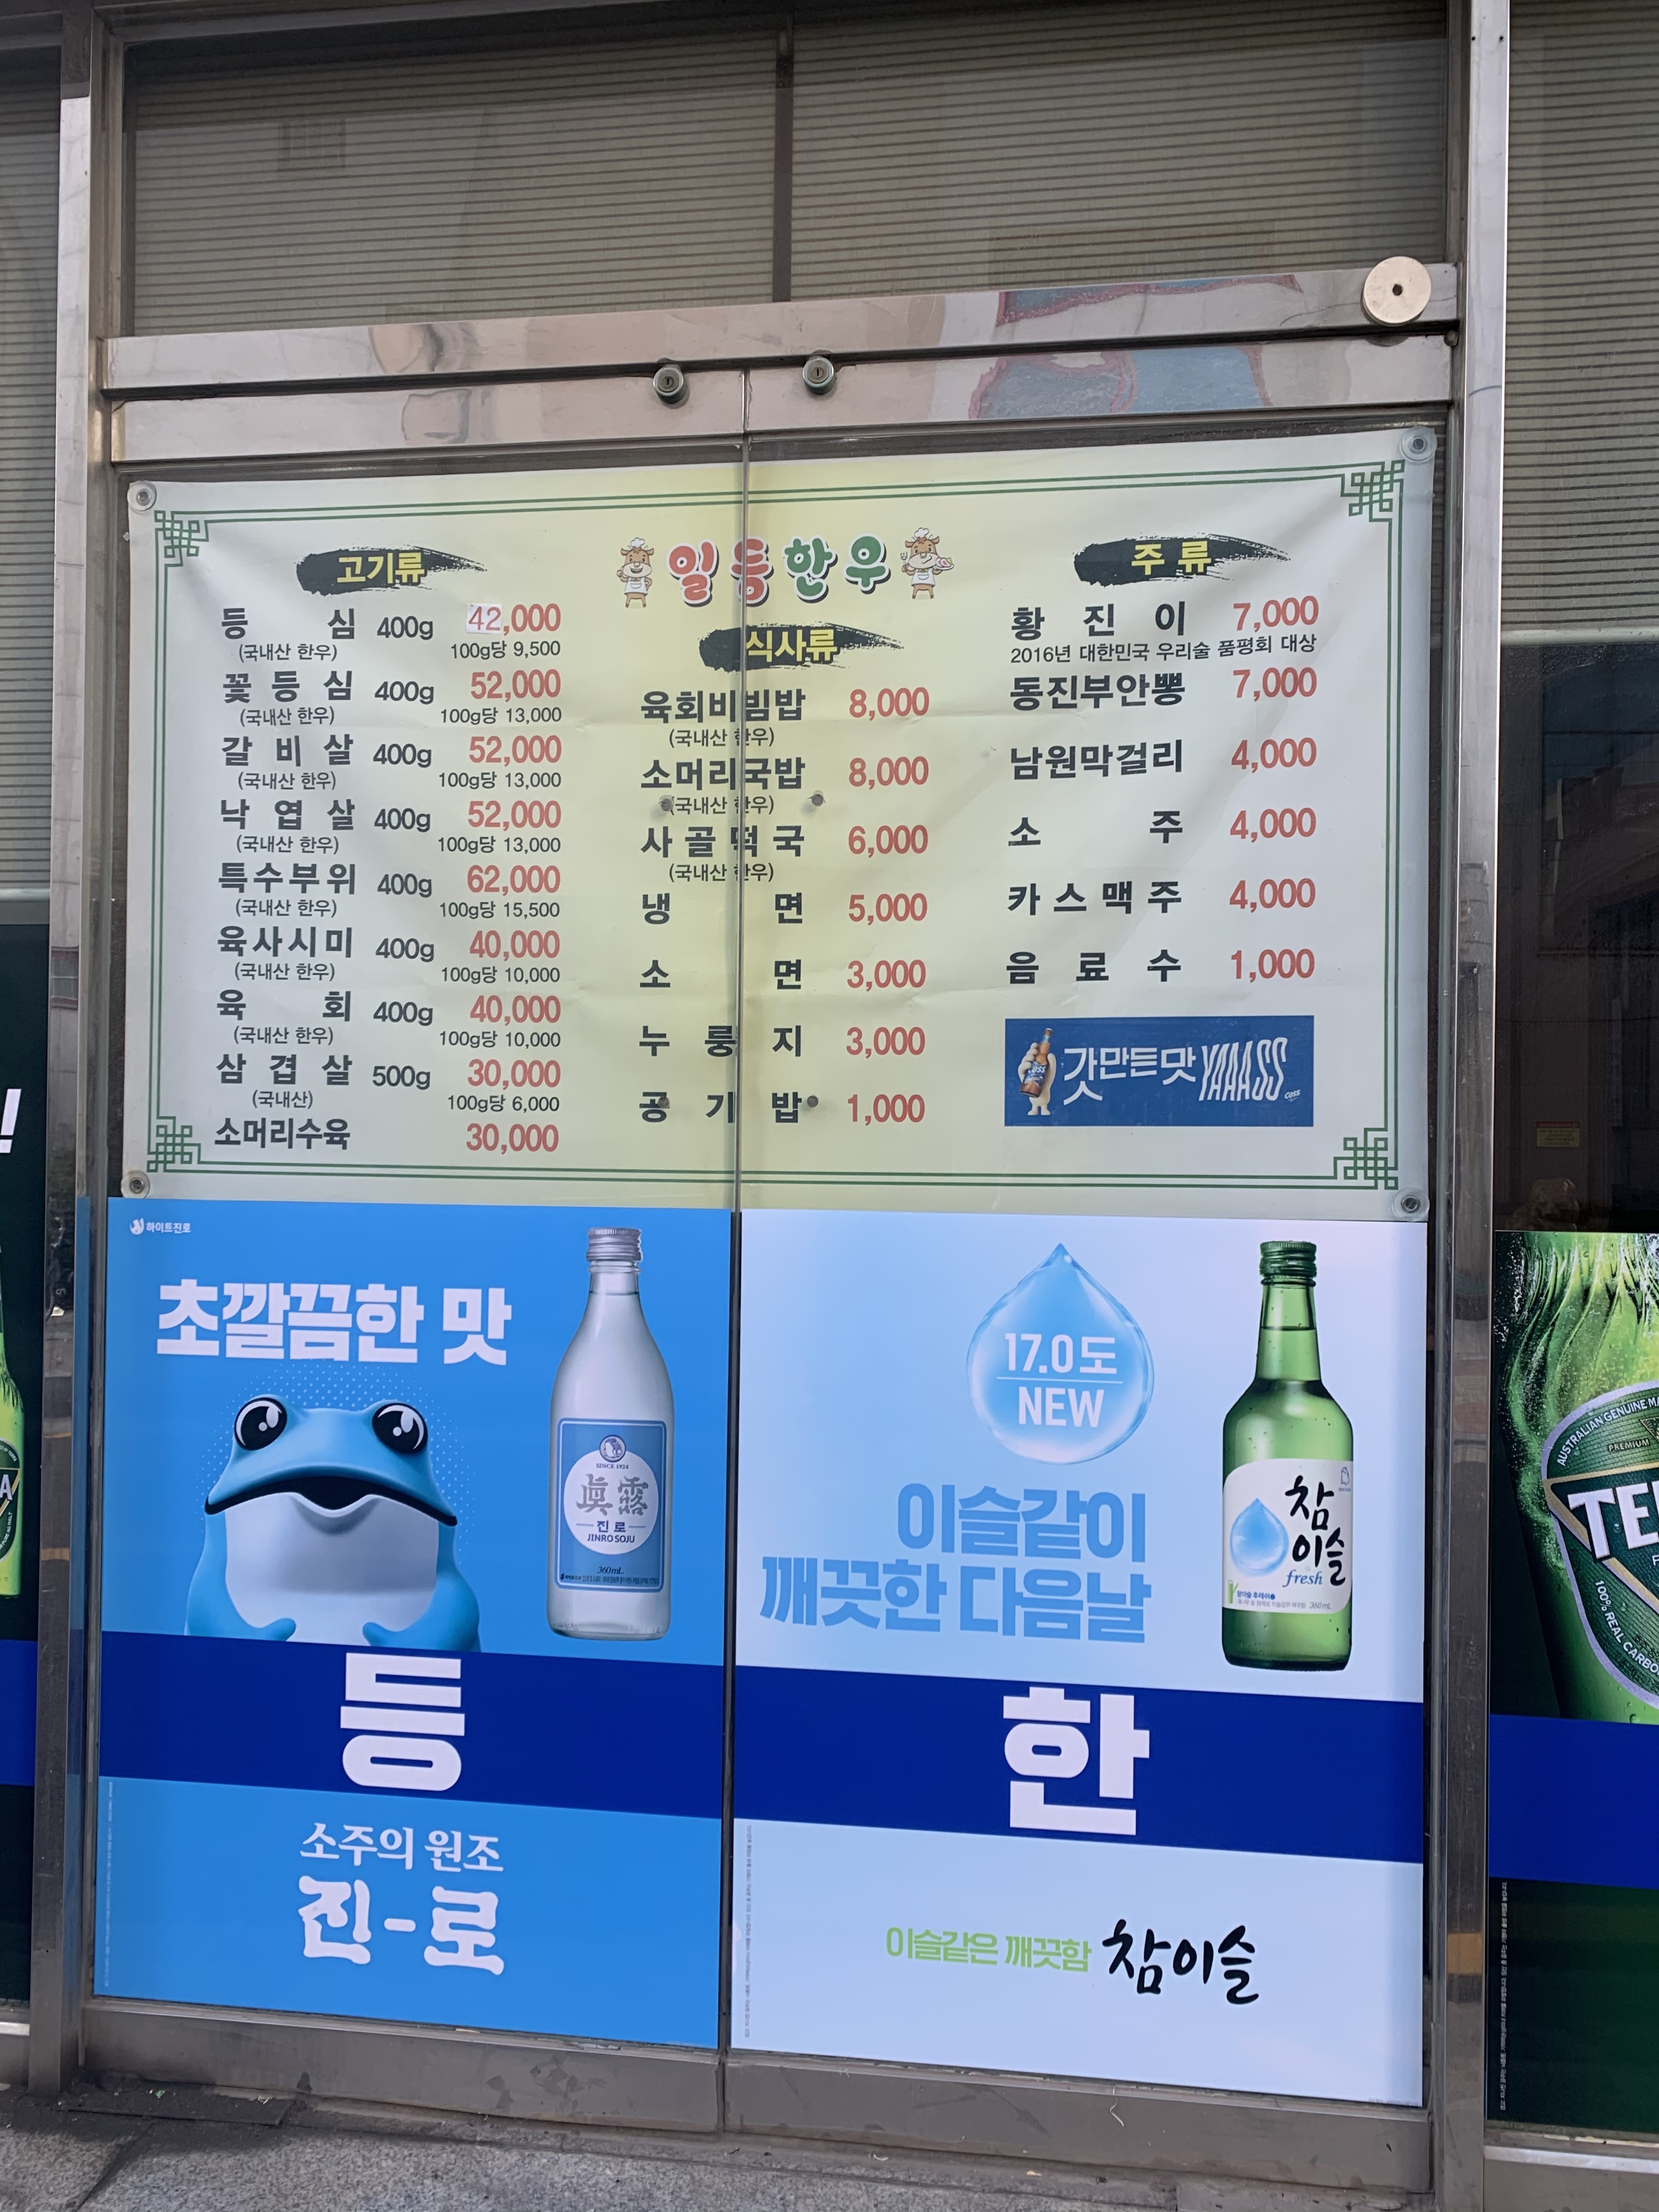 일등한우
고기류
등심 400g 42,000
(국내산 한우) 100g당 9,500
꽃등심 400g 52,000
(국내산 한우) 100g당 13,000
갈비살 400g 52,000
(국내산 한우) 100g당 13,000
낙엽살 400g 52,000
(국내산 한우) 100g당 13,000
특수부위 400g 62,000
(국내산 한우) 100g당 15,500
육사시미 400g 40,000
(국내산 한우) 100g당 10,000
육회 400g 40,000
(국내산 한우) 100g당 10,000
삼겹살 500g 30,000
(국내산) 100g당 6,000
소머리수육 30,000
식사류
육회비빔밥 8,000
(국내산 한우)
소머리국밥 8,000
(국내산 한우)
사골떡국 6,000
(국내산 한우)
냉면 5,000
소면 3,000
누룽지 3,000
공기밥 1,000
주류
황진이 7,000
2016년 대한민국 우리술 품평회 대상
동진부안뽕 7,000
남원막걸리 4,000
소주 4,000
카스맥주 4,000
음료수 1,000
갓만든맛 YAAASS
cass
!
하이트진로
초깔끔한 맛
SINCE 1924
眞露
진로
JINRO SOJU
360mL
등
소주의 원조
진-로
17.0도
NEW
이슬같이
깨끗한 다음날
참
이슬
fresh
360mL
한
이슬같은 깨끗함 참이슬
AUSTRALIAN GENUINE
PREMIUM
TE
100% REAL